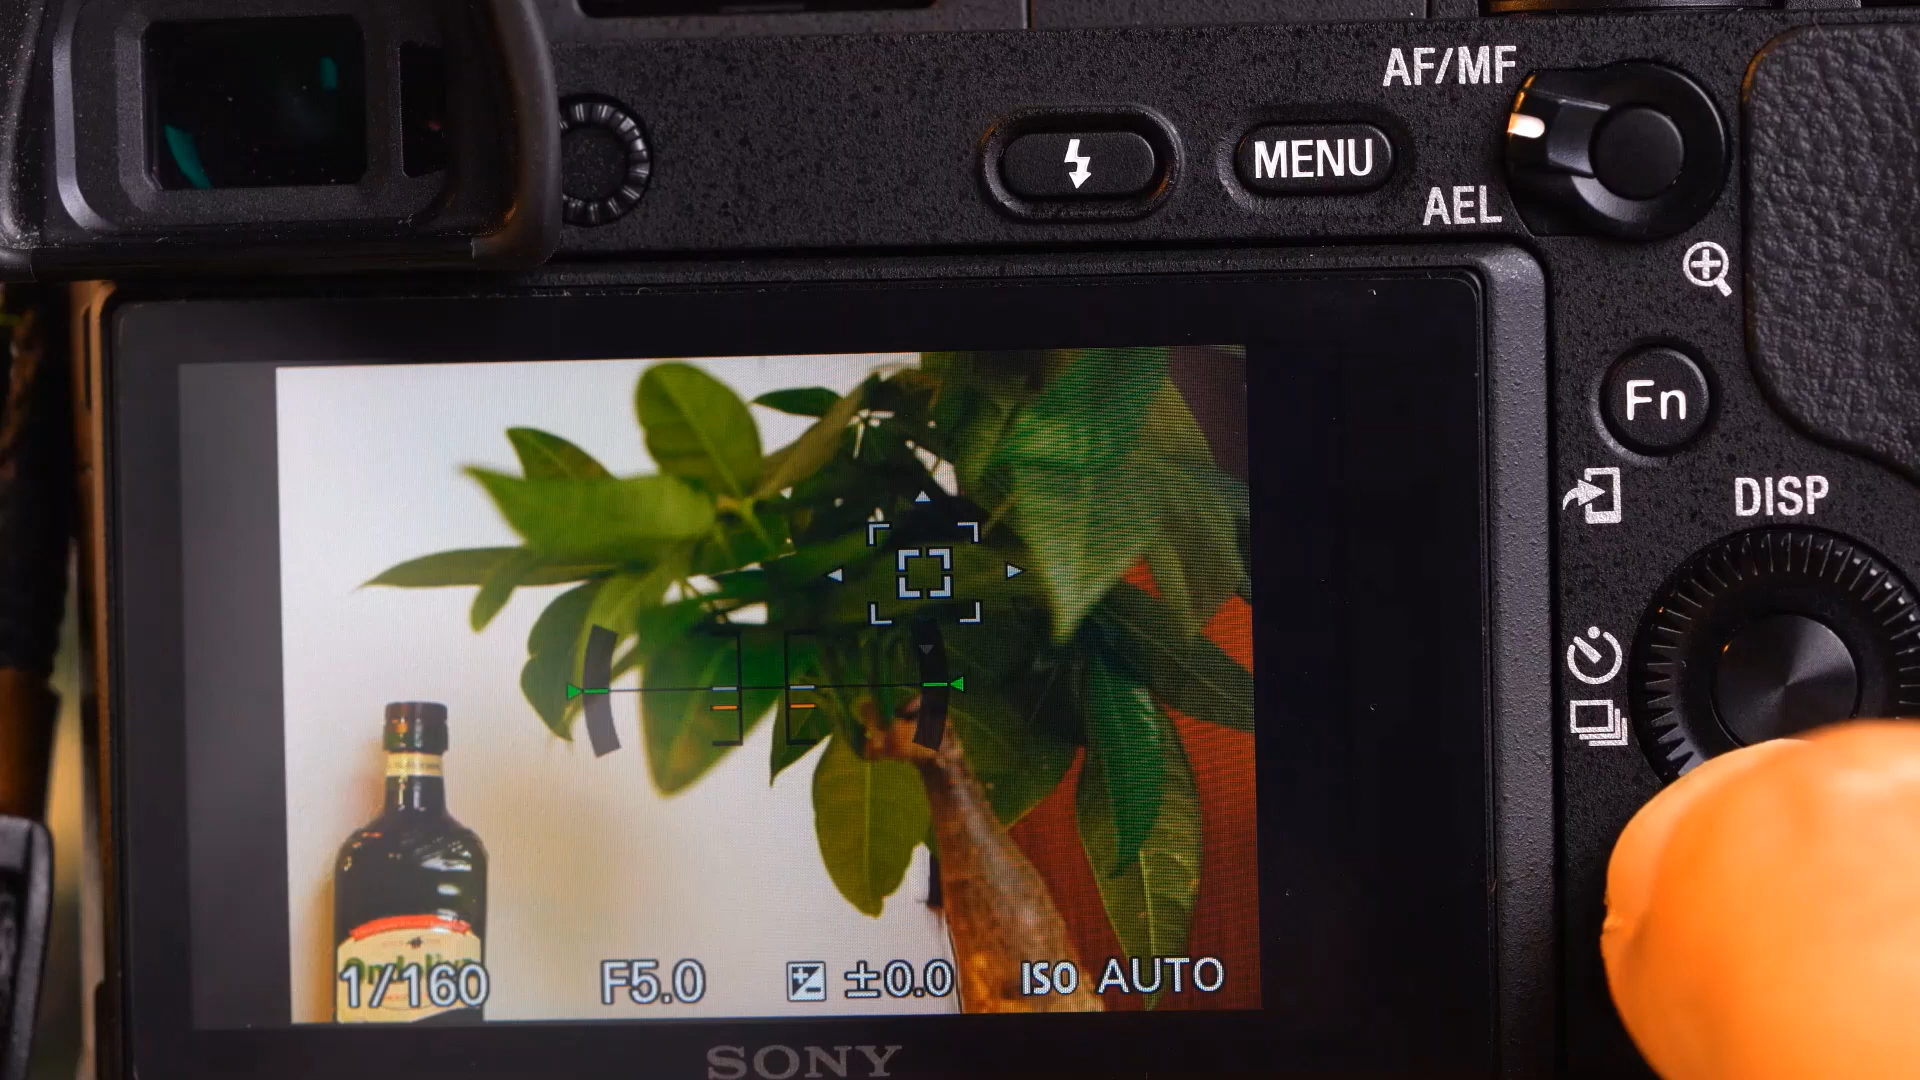 AF/MF
MENU
AEL
Fn
DISP
1/160 F5.0 ±0.0 ISO AUTO
SONY